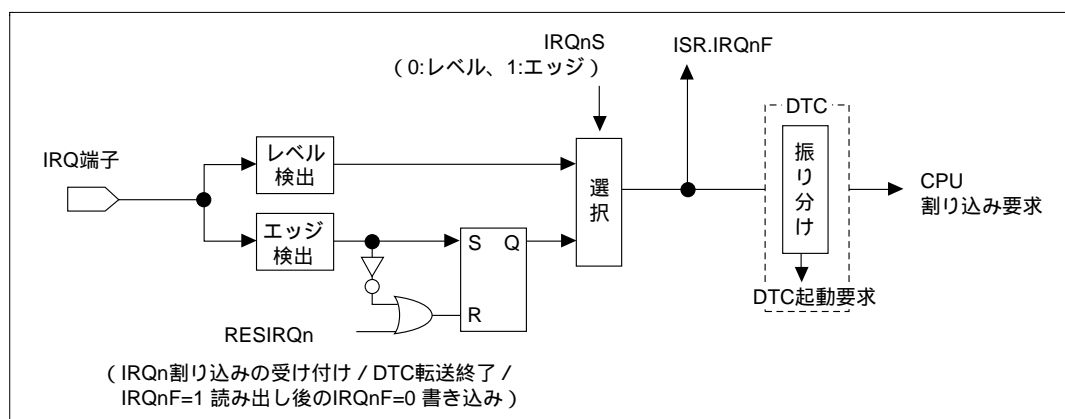 IRQnS
（0:レベル、1:エッジ）
ISR.IRQnF
DTC
IRQ端子
レベル
検出
選択
振り分け
CPU
割り込み要求
エッジ
検出
S Q
R
DTC起動要求
RESIRQn
（IRQn割り込みの受け付け / DTC転送終了 /
IRQnF=1 読み出し後のIRQnF=0 書き込み）